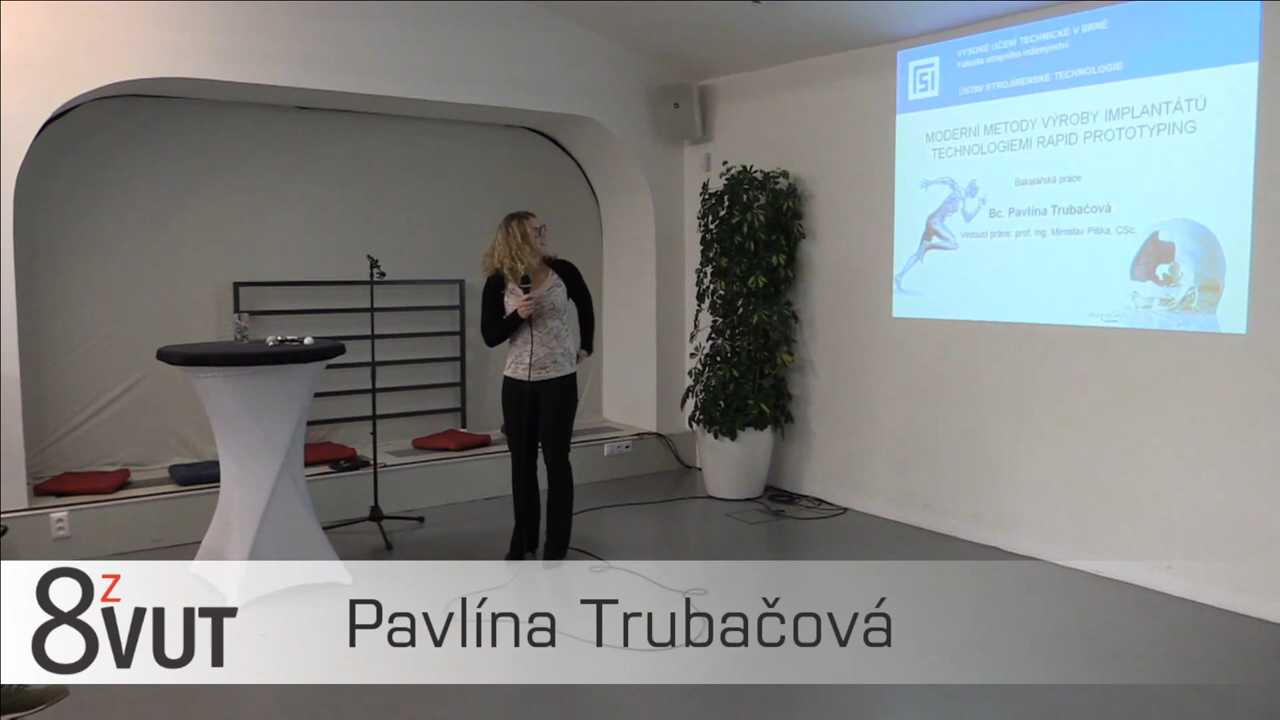 VYSOKÉ UČENÍ TECHNICKÉ V BRNĚ
Fakulta strojního inženýrství
ÚSTAV STROJÍRENSKÉ TECHNOLOGIE
MODERNÍ METODY VÝROBY IMPLANTÁTŮ
TECHNOLOGIEMI RAPID PROTOTYPING
Bakalářská práce
Bc. Pavlína Trubačová
Vedoucí práce: prof. Ing. Miroslav Píška, CSc.
8 z VUT
Pavlína Trubačová